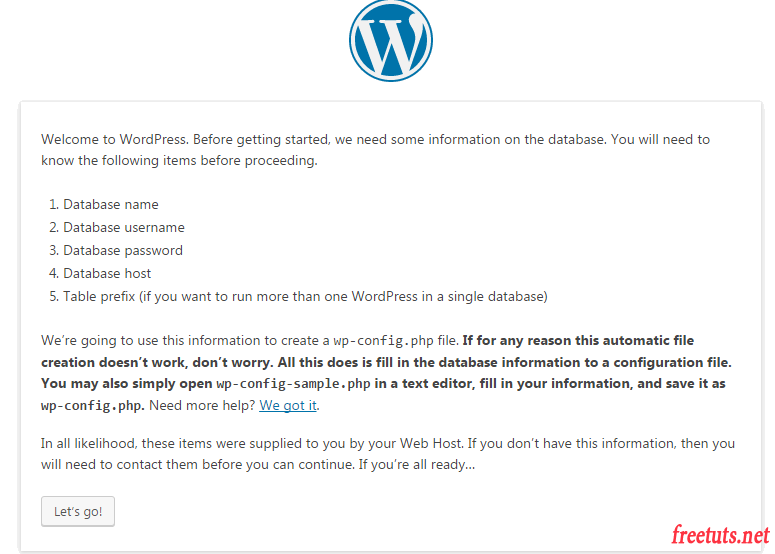 W
Welcome to WordPress. Before getting started, we need some information on the database. You will need to
know the following items before proceeding.
1. Database name
2. Database username
3. Database password
4. Database host
5. Table prefix (if you want to run more than one WordPress in a single database)
We’re going to use this information to create a wp-config.php file. If for any reason this automatic file
creation doesn’t work, don’t worry. All this does is fill in the database information to a configuration file.
You may also simply open wp-config-sample.php in a text editor, fill in your information, and save it as
wp-config.php. Need more help? We got it.
In all likelihood, these items were supplied to you by your Web Host. If you don’t have this information, then you
will need to contact them before you can continue. If you’re all ready…
Let’s go!
freetuts.net